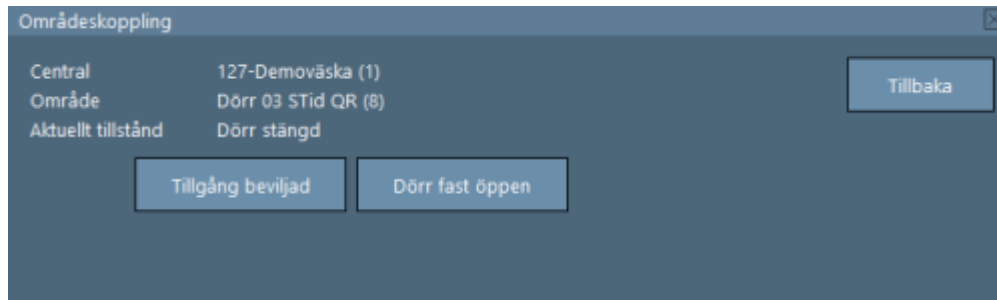 Områdeskoppling
Central 127-Demoväska (1)
Område Dörr 03 STid QR (8)
Aktuellt tillstånd Dörr stängd
Tillbaka
Tillgång beviljad Dörr fast öppen